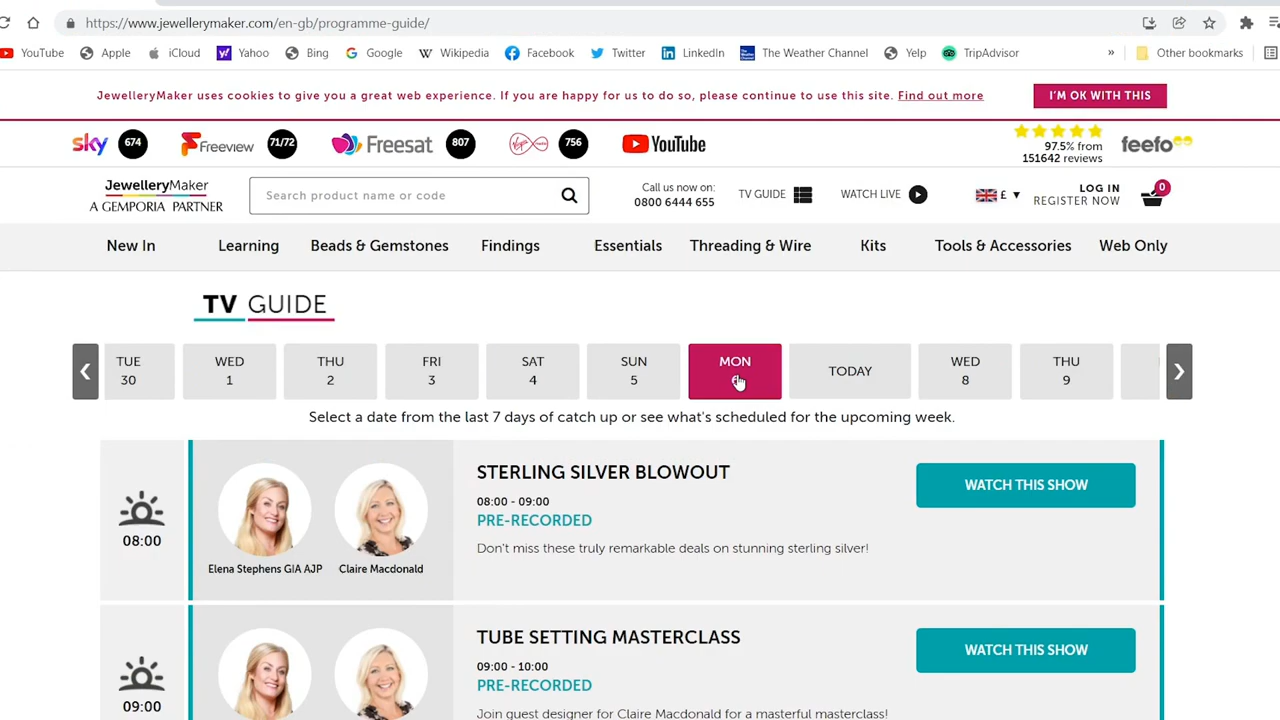 https://www.jewellerymaker.com/en-gb/programme-guide/
YouTube Apple iCloud Yahoo Bing Google Wikipedia Facebook Twitter LinkedIn The Weather Channel Yelp TripAdvisor » Other bookmarks
JewelleryMaker uses cookies to give you a great web experience. If you are happy for us to do so, please continue to use this site. Find out more
I'M OK WITH THIS
sky 674 Freeview 71/72 Freesat 807 756 YouTube
97.5% from
151642 reviews
feefo
JewelleryMaker
A GEMPORIA PARTNER
Search product name or code
Call us now on:
0800 6444 655
TV GUIDE
WATCH LIVE
£ ▼
LOG IN
REGISTER NOW
0
New In Learning Beads & Gemstones Findings Essentials Threading & Wire Kits Tools & Accessories Web Only
TV GUIDE
❮
TUE
30
WED
1
THU
2
FRI
3
SAT
4
SUN
5
MON
TODAY
WED
8
THU
9
❯
Select a date from the last 7 days of catch up or see what's scheduled for the upcoming week.
08:00
Elena Stephens GIA AJP
Claire Macdonald
STERLING SILVER BLOWOUT
08:00 - 09:00
PRE-RECORDED
Don't miss these truly remarkable deals on stunning sterling silver!
WATCH THIS SHOW
09:00
TUBE SETTING MASTERCLASS
09:00 - 10:00
PRE-RECORDED
Join guest designer for Claire Macdonald for a masterful masterclass!
WATCH THIS SHOW